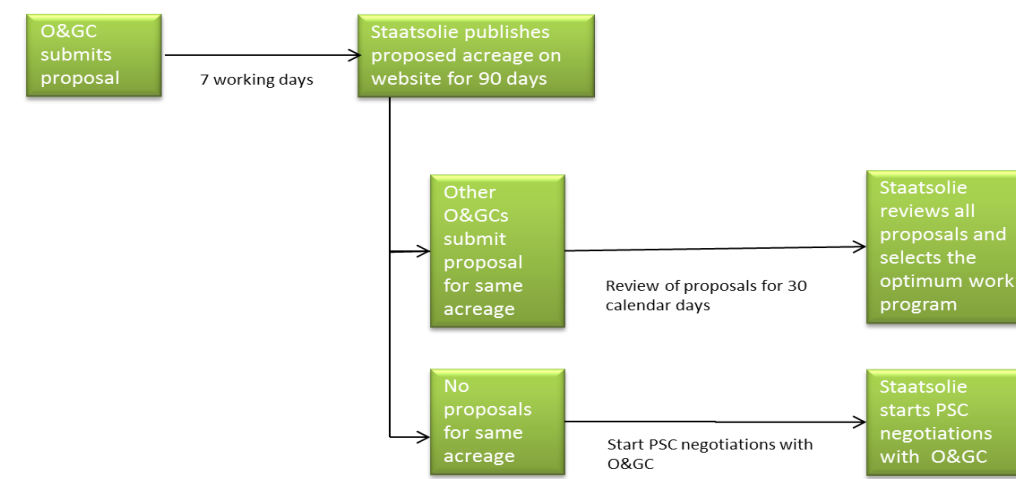 O&GC
submits
proposal
7 working days
Staatsolie publishes
proposed acreage on
website for 90 days
Other
O&GCs
submit
proposal
for same
acreage
Review of proposals for 30
calendar days
Staatsolie
reviews all
proposals and
selects the
optimum work
program
No
proposals
for same
acreage
Start PSC negotiations with
O&GC
Staatsolie
starts PSC
negotiations
with O&GC